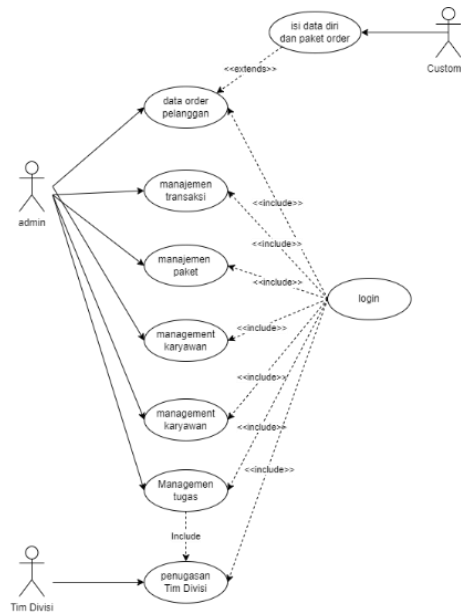 isi data diri
dan paket order
Custom
<<extends>>
data order
pelanggan
admin
manajemen
transaksi
<<include>>
<<include>>
manajemen
paket
<<include>>
login
management
karyawan
<<include>>
<<include>>
management
karyawan
<<include>>
<<include>>
Managemen
tugas
Include
penugasan
Tim Divisi
Tim Divisi